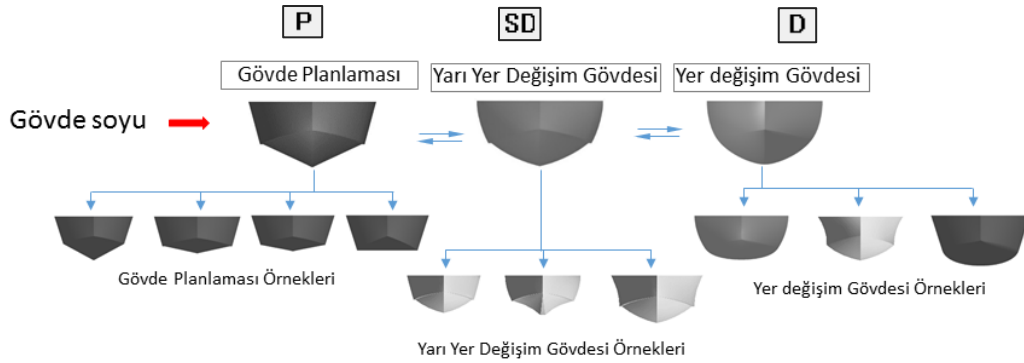 P
SD
D
Gövde Planlaması
Yarı Yer Değişim Gövdesi
Yer değişim Gövdesi
Gövde soyu
Gövde Planlaması Örnekleri
Yer değişim Gövdesi Örnekleri
Yarı Yer Değişim Gövdesi Örnekleri